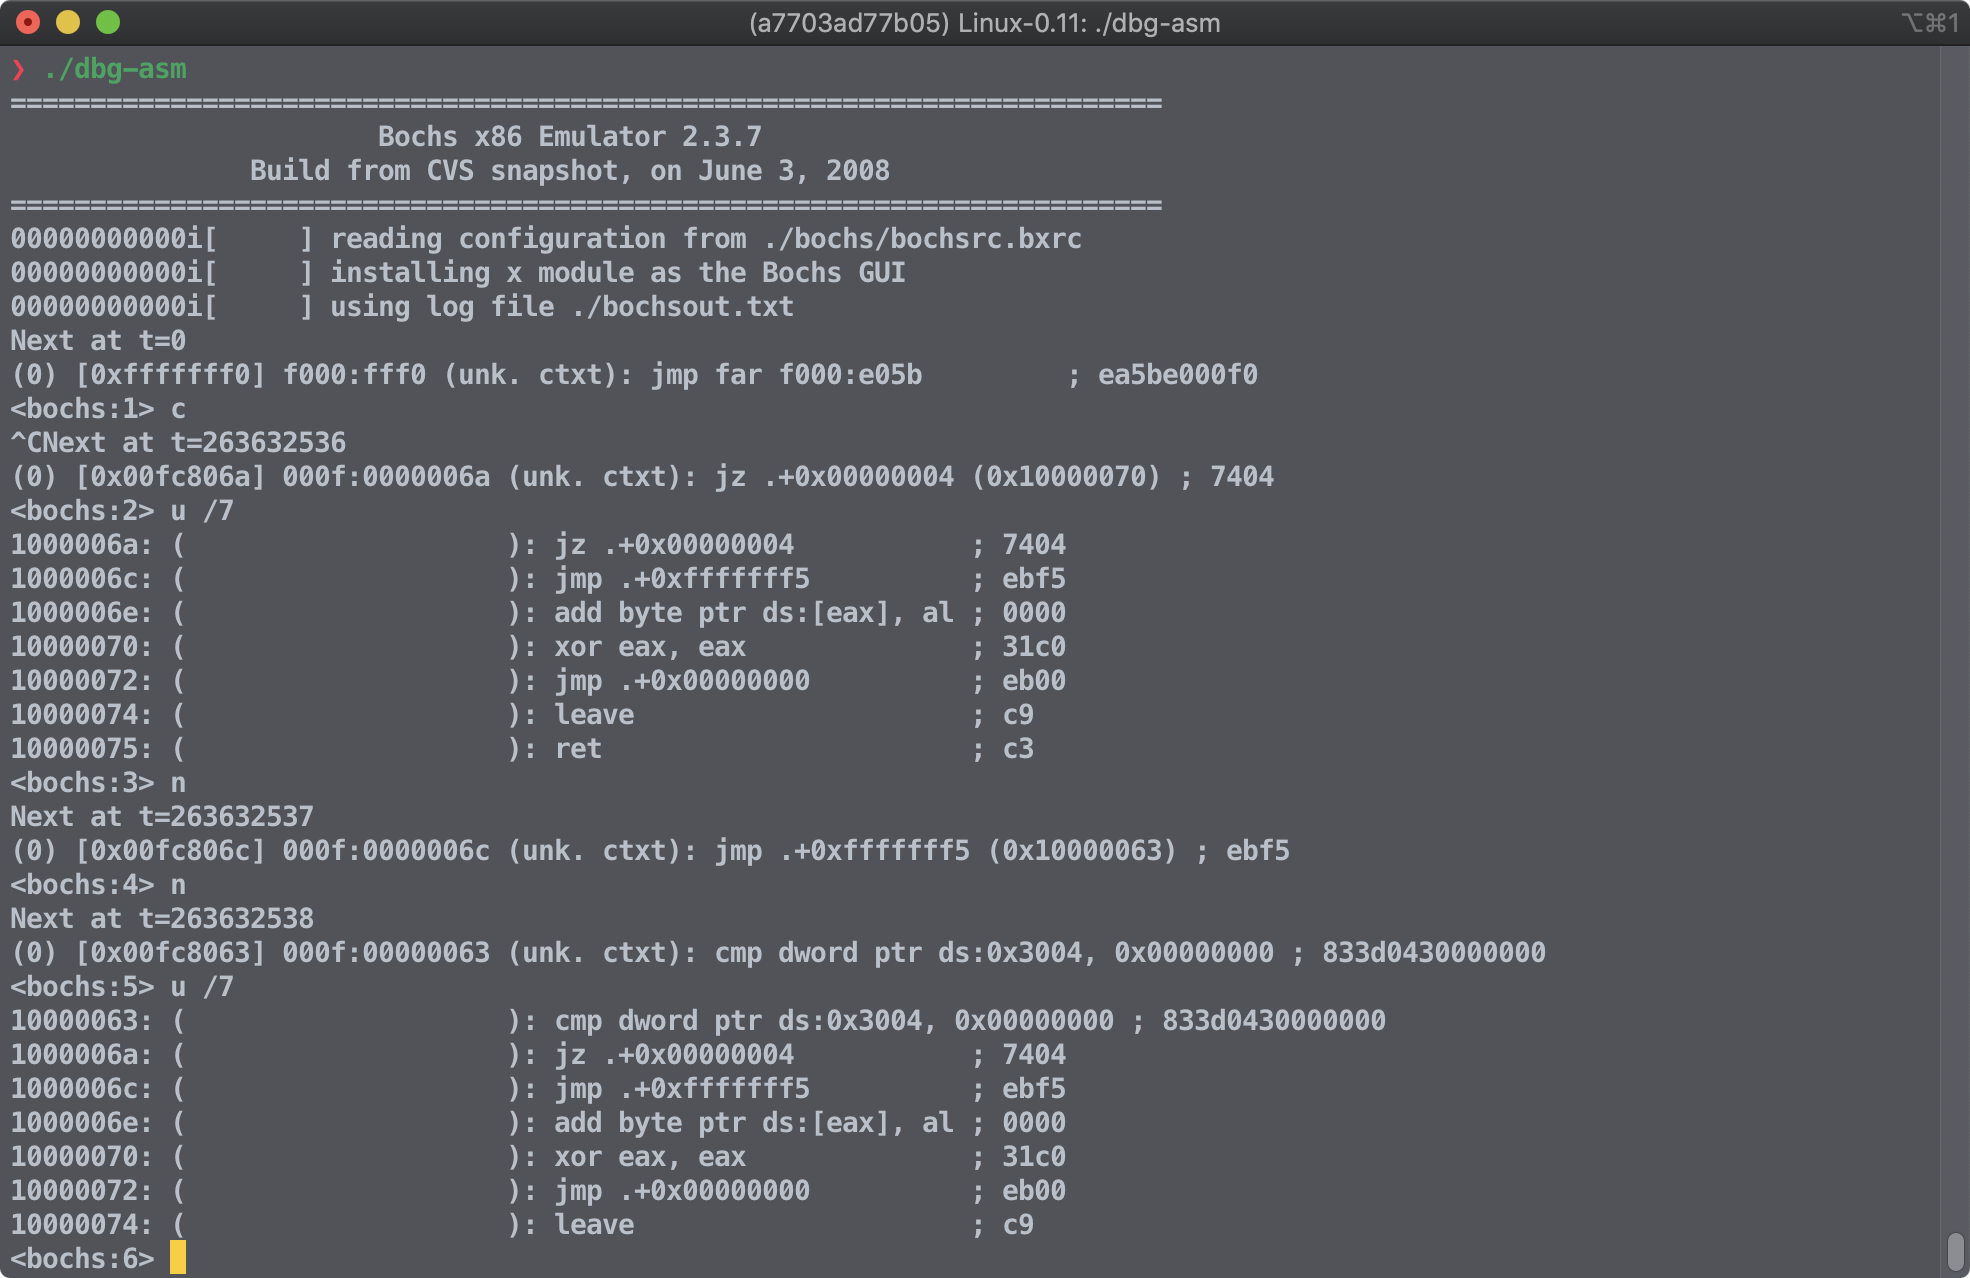 (a7703ad77b05) Linux-0.11: ./dbg-asm ⌥⌘1
❯ ./dbg-asm
========================================================================
                       Bochs x86 Emulator 2.3.7
               Build from CVS snapshot, on June 3, 2008
========================================================================
00000000000i[     ] reading configuration from ./bochs/bochsrc.bxrc
00000000000i[     ] installing x module as the Bochs GUI
00000000000i[     ] using log file ./bochsout.txt
Next at t=0
(0) [0xfffffff0] f000:fff0 (unk. ctxt): jmp far f000:e05b         ; ea5be000f0
<bochs:1> c
^CNext at t=263632536
(0) [0x00fc806a] 000f:0000006a (unk. ctxt): jz .+0x00000004 (0x10000070) ; 7404
<bochs:2> u /7
1000006a: (                    ): jz .+0x00000004           ; 7404
1000006c: (                    ): jmp .+0xfffffff5          ; ebf5
1000006e: (                    ): add byte ptr ds:[eax], al ; 0000
10000070: (                    ): xor eax, eax              ; 31c0
10000072: (                    ): jmp .+0x00000000          ; eb00
10000074: (                    ): leave                     ; c9
10000075: (                    ): ret                       ; c3
<bochs:3> n
Next at t=263632537
(0) [0x00fc806c] 000f:0000006c (unk. ctxt): jmp .+0xfffffff5 (0x10000063) ; ebf5
<bochs:4> n
Next at t=263632538
(0) [0x00fc8063] 000f:00000063 (unk. ctxt): cmp dword ptr ds:0x3004, 0x00000000 ; 833d0430000000
<bochs:5> u /7
10000063: (                    ): cmp dword ptr ds:0x3004, 0x00000000 ; 833d0430000000
1000006a: (                    ): jz .+0x00000004           ; 7404
1000006c: (                    ): jmp .+0xfffffff5          ; ebf5
1000006e: (                    ): add byte ptr ds:[eax], al ; 0000
10000070: (                    ): xor eax, eax              ; 31c0
10000072: (                    ): jmp .+0x00000000          ; eb00
10000074: (                    ): leave                     ; c9
<bochs:6>